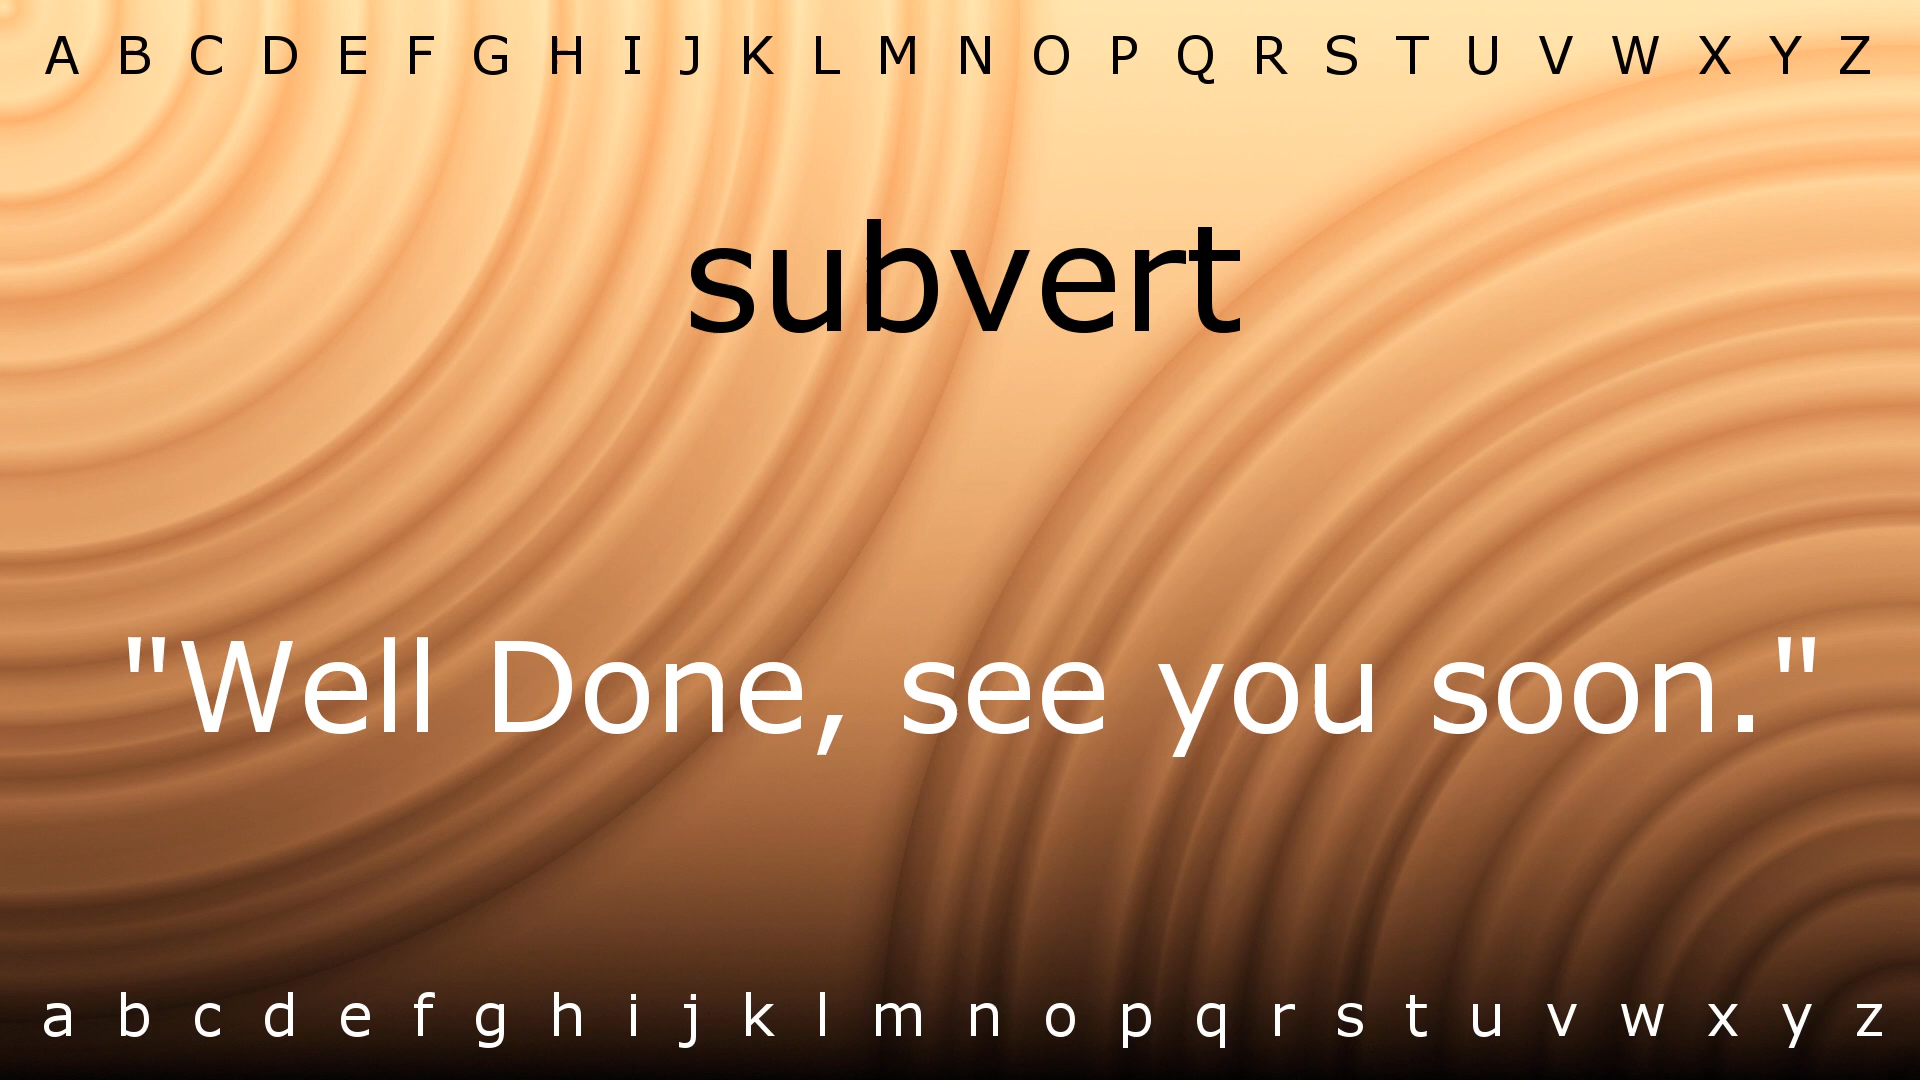 A B C D E F G H I J K L M N O P Q R S T U V W X Y Z
subvert
"Well Done, see you soon."
a b c d e f g h i j k l m n o p q r s t u v w x y z